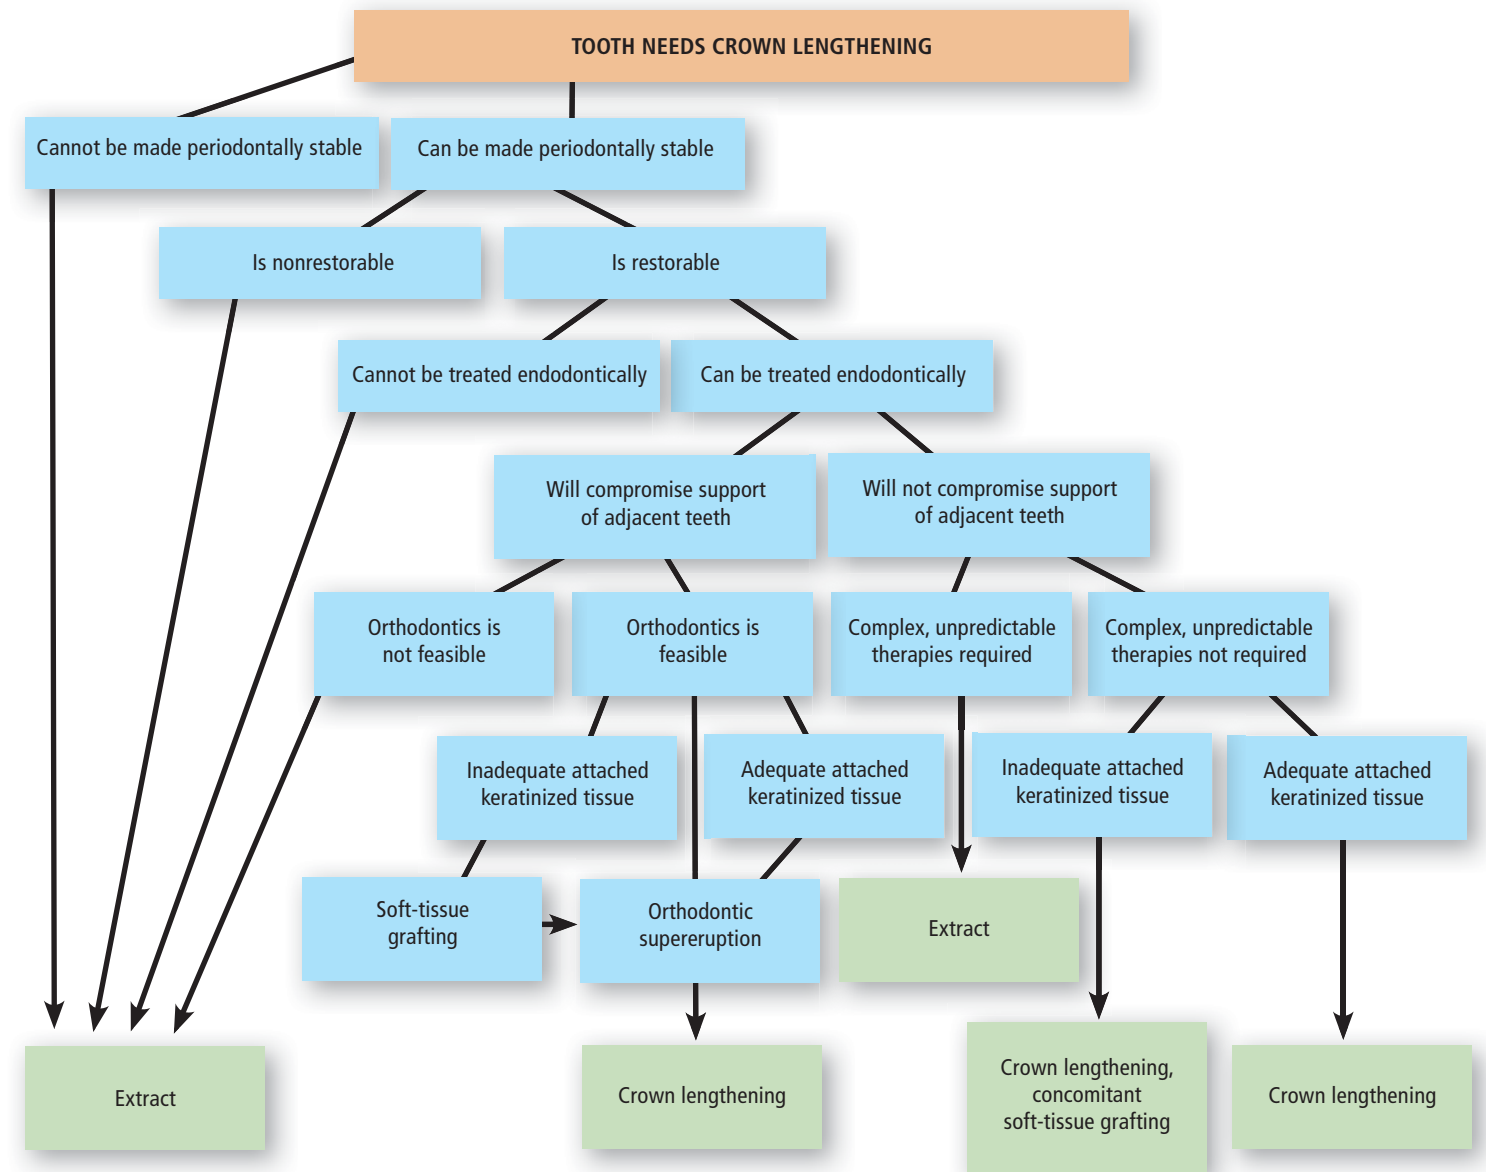 TOOTH NEEDS CROWN LENGTHENING
Cannot be made periodontally stable
Can be made periodontally stable
Is nonrestorable
Is restorable
Cannot be treated endodontically
Can be treated endodontically
Will compromise support
of adjacent teeth
Will not compromise support
of adjacent teeth
Orthodontics is
not feasible
Orthodontics is
feasible
Complex, unpredictable
therapies required
Complex, unpredictable
therapies not required
Inadequate attached
keratinized tissue
Adequate attached
keratinized tissue
Inadequate attached
keratinized tissue
Adequate attached
keratinized tissue
Soft-tissue
grafting
Orthodontic
supereruption
Extract
Extract
Crown lengthening
Crown lengthening,
concomitant
soft-tissue grafting
Crown lengthening